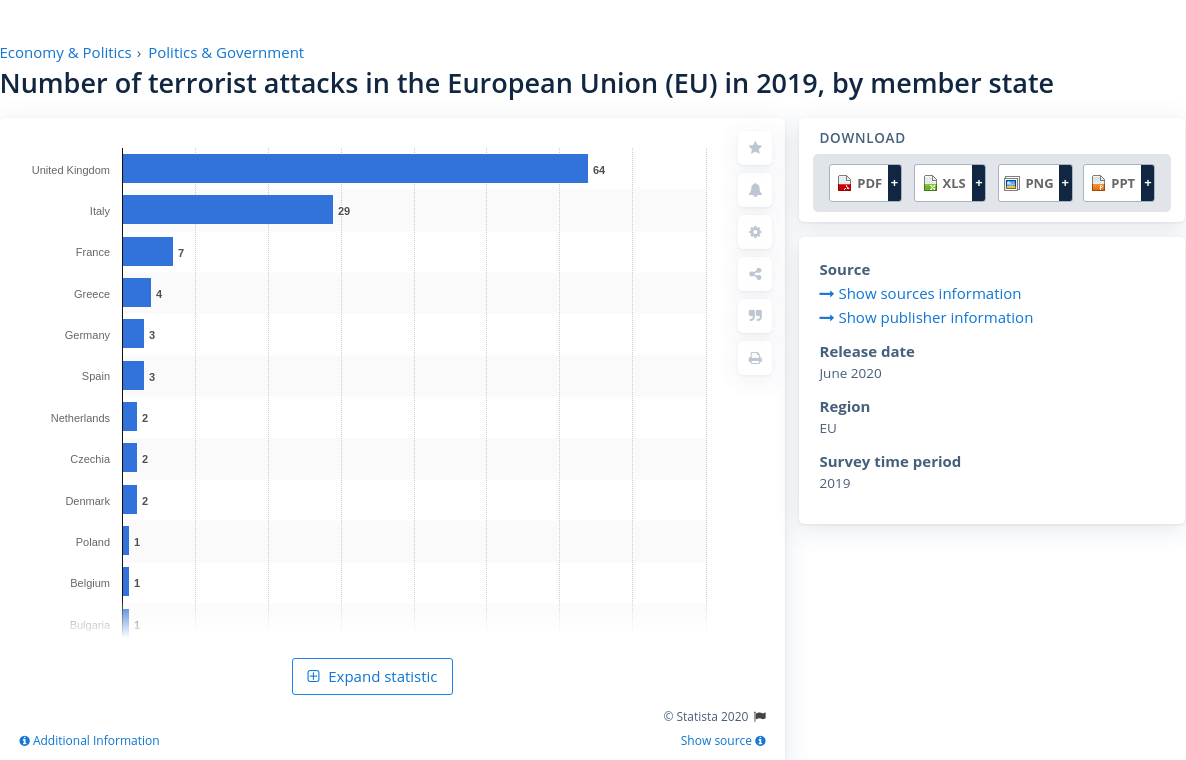 Economy & Politics › Politics & Government
Number of terrorist attacks in the European Union (EU) in 2019, by member state
United Kingdom 64
Italy 29
France 7
Greece 4
Germany 3
Spain 3
Netherlands 2
Czechia 2
Denmark 2
Poland 1
Belgium 1
Bulgaria 1
Expand statistic
© Statista 2020
Additional Information
Show source
DOWNLOAD
PDF + XLS + PNG + PPT +
Source
Show sources information
Show publisher information
Release date
June 2020
Region
EU
Survey time period
2019